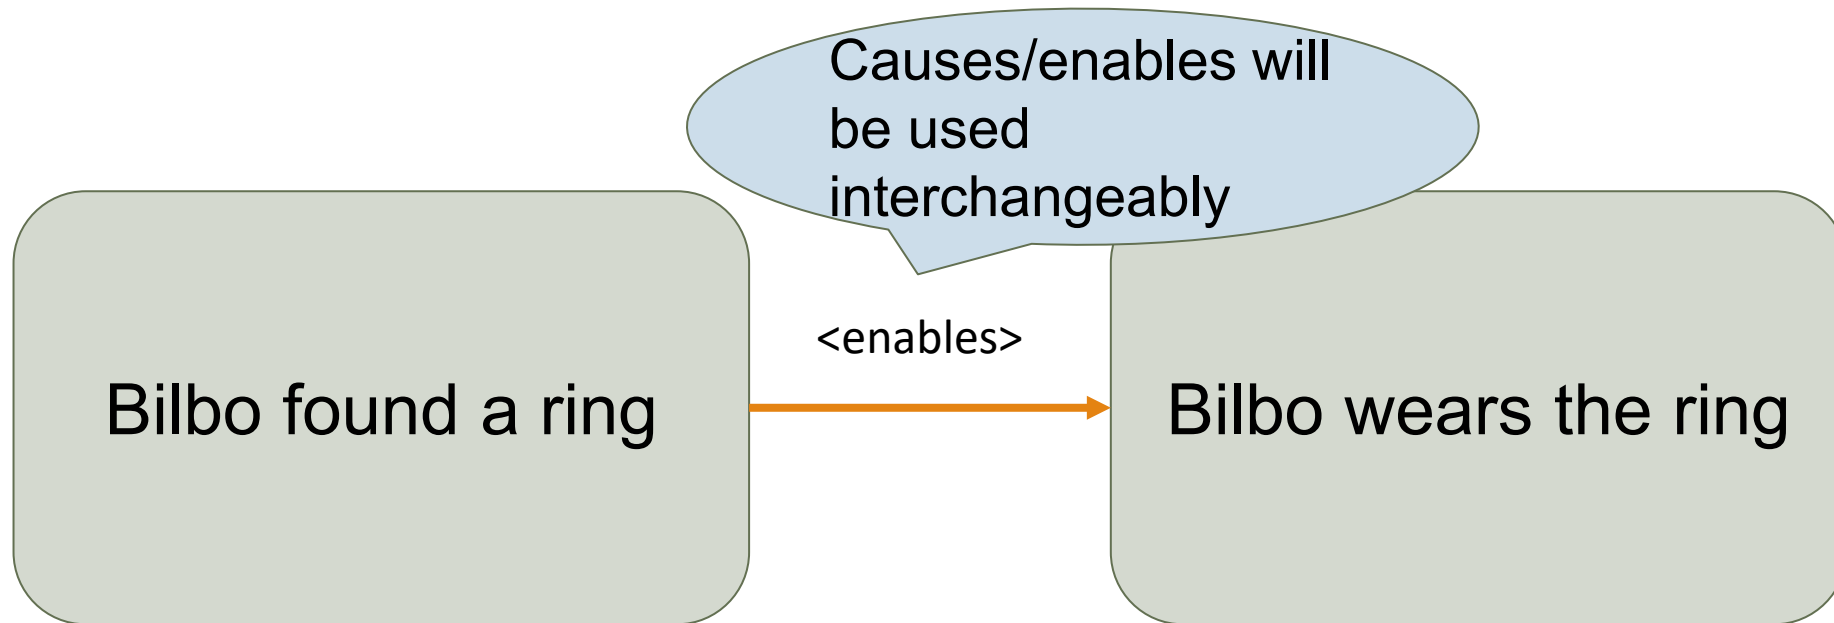 Causes/enables will
be used
interchangeably
<enables>
Bilbo found a ring
Bilbo wears the ring